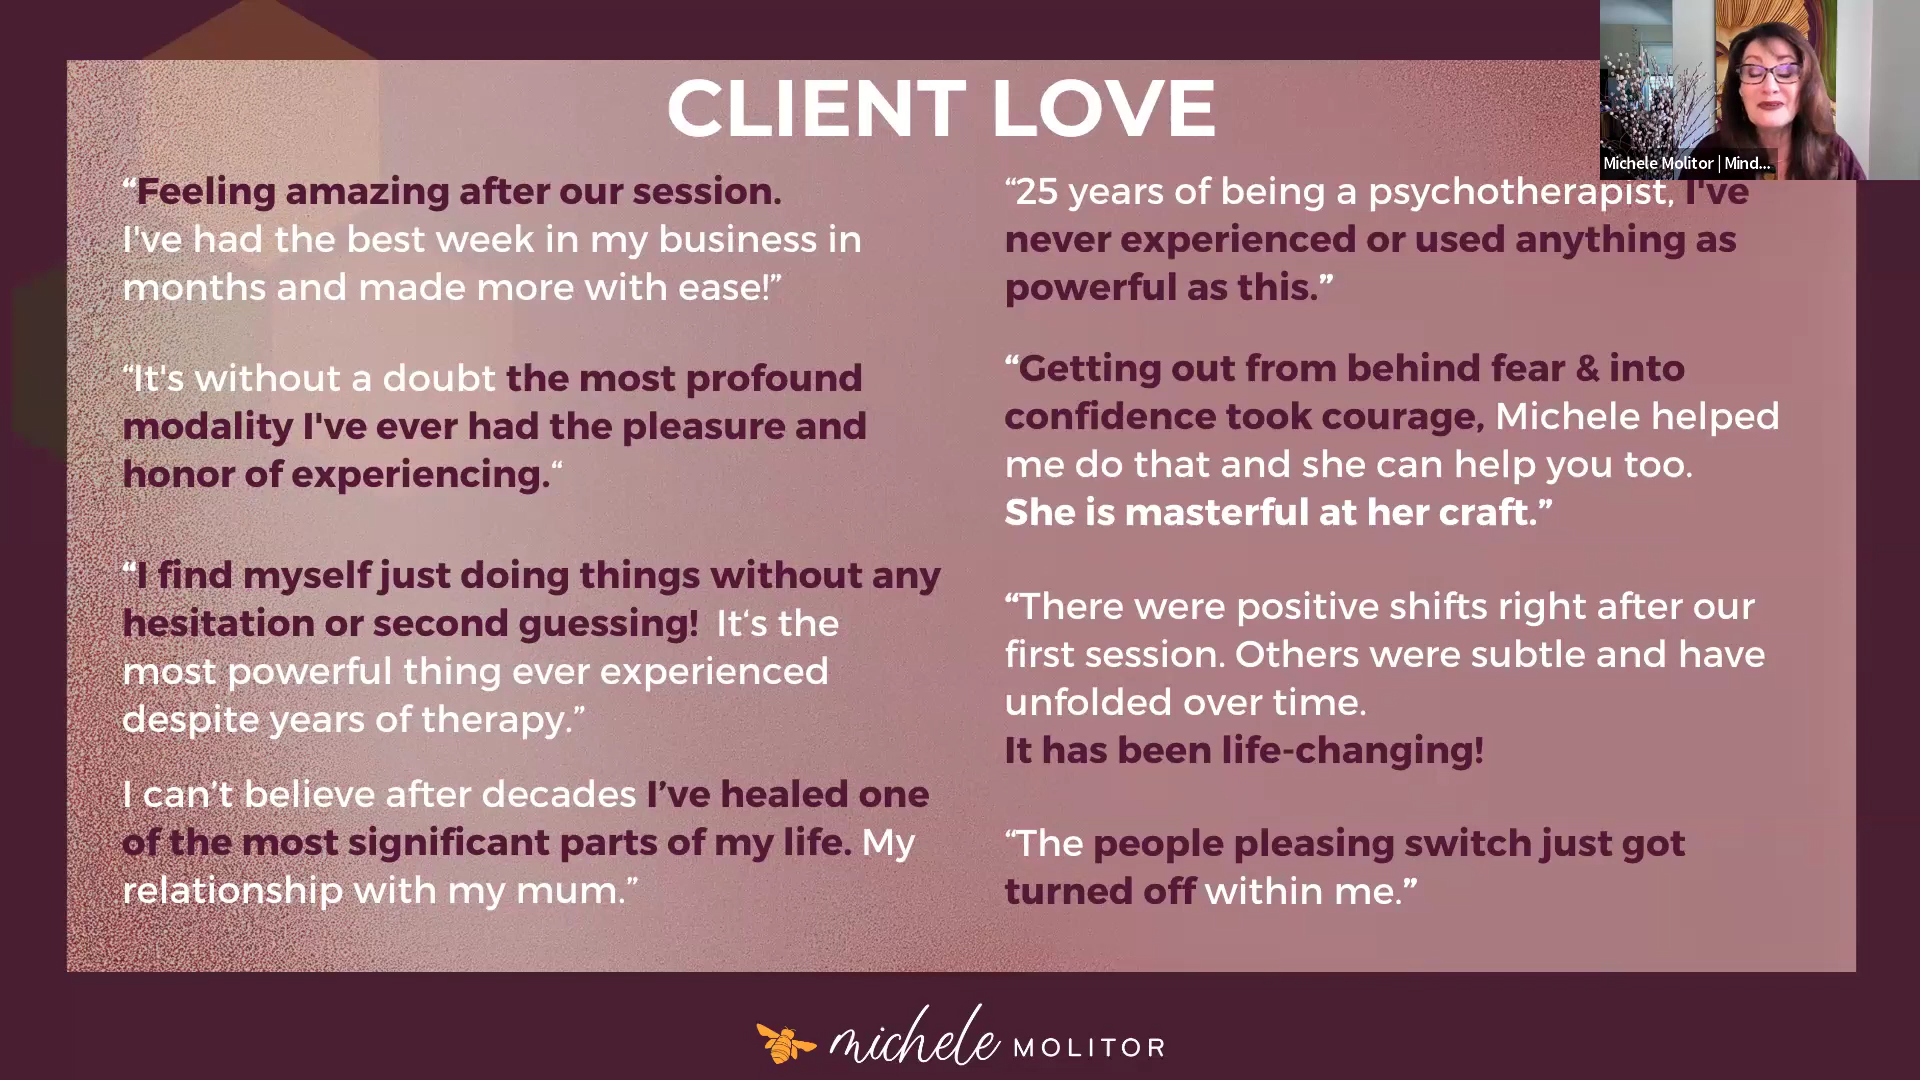 CLIENT LOVE
Michele Molitor | Mind...
“Feeling amazing after our session.
I've had the best week in my business in
months and made more with ease!”
“It's without a doubt the most profound
modality I've ever had the pleasure and
honor of experiencing.“
“I find myself just doing things without any
hesitation or second guessing!  It‘s the
most powerful thing ever experienced
despite years of therapy.”
I can’t believe after decades I’ve healed one
of the most significant parts of my life. My
relationship with my mum.”
“25 years of being a psychotherapist, I've
never experienced or used anything as
powerful as this.”
“Getting out from behind fear & into
confidence took courage, Michele helped
me do that and she can help you too.
She is masterful at her craft.”
“There were positive shifts right after our
first session. Others were subtle and have
unfolded over time.
It has been life-changing!
“The people pleasing switch just got
turned off within me.”
michele MOLITOR